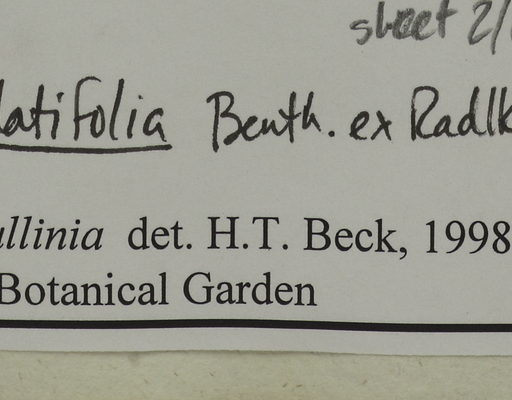 sheet 2/
latifolia Benth. ex Radlk
ullinia det. H.T. Beck, 1998
Botanical Garden